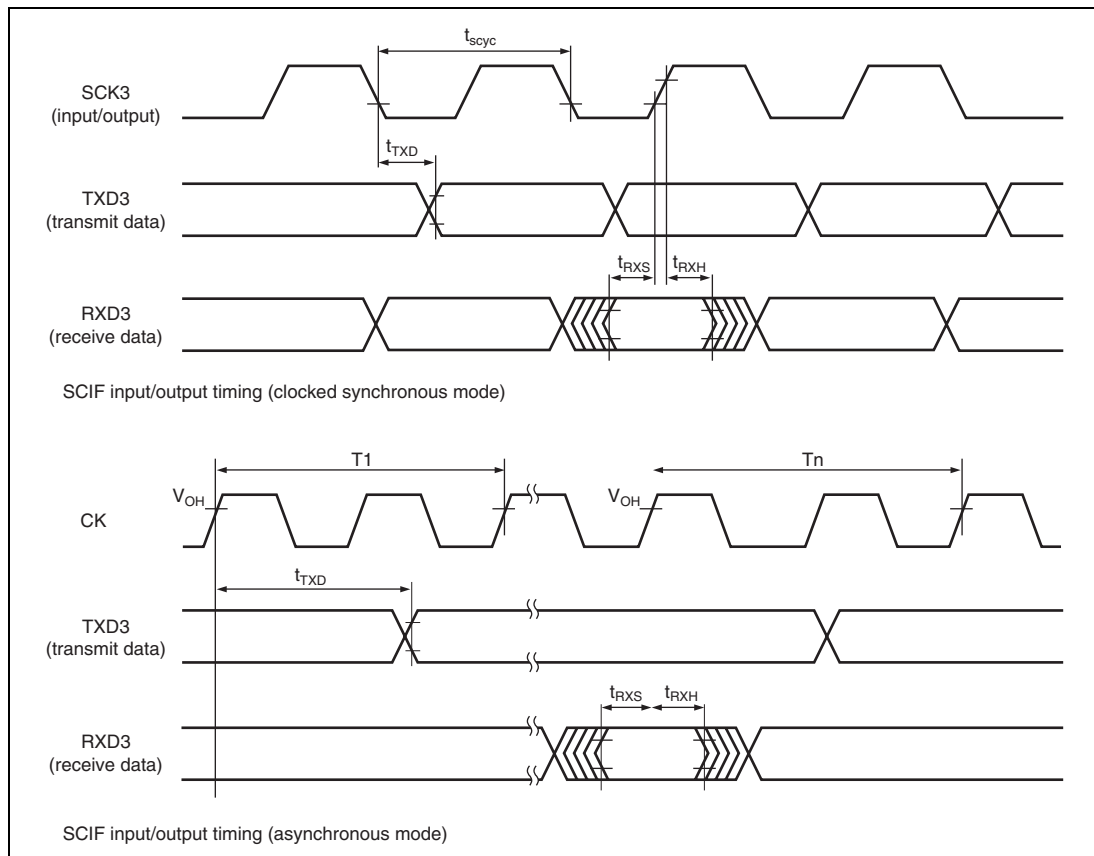 tscyc
SCK3
(input/output)
tTXD
TXD3
(transmit data)
tRXS tRXH
RXD3
(receive data)
SCIF input/output timing (clocked synchronous mode)
T1 Tn
VOH VOH
CK
tTXD
TXD3
(transmit data)
tRXS tRXH
RXD3
(receive data)
SCIF input/output timing (asynchronous mode)